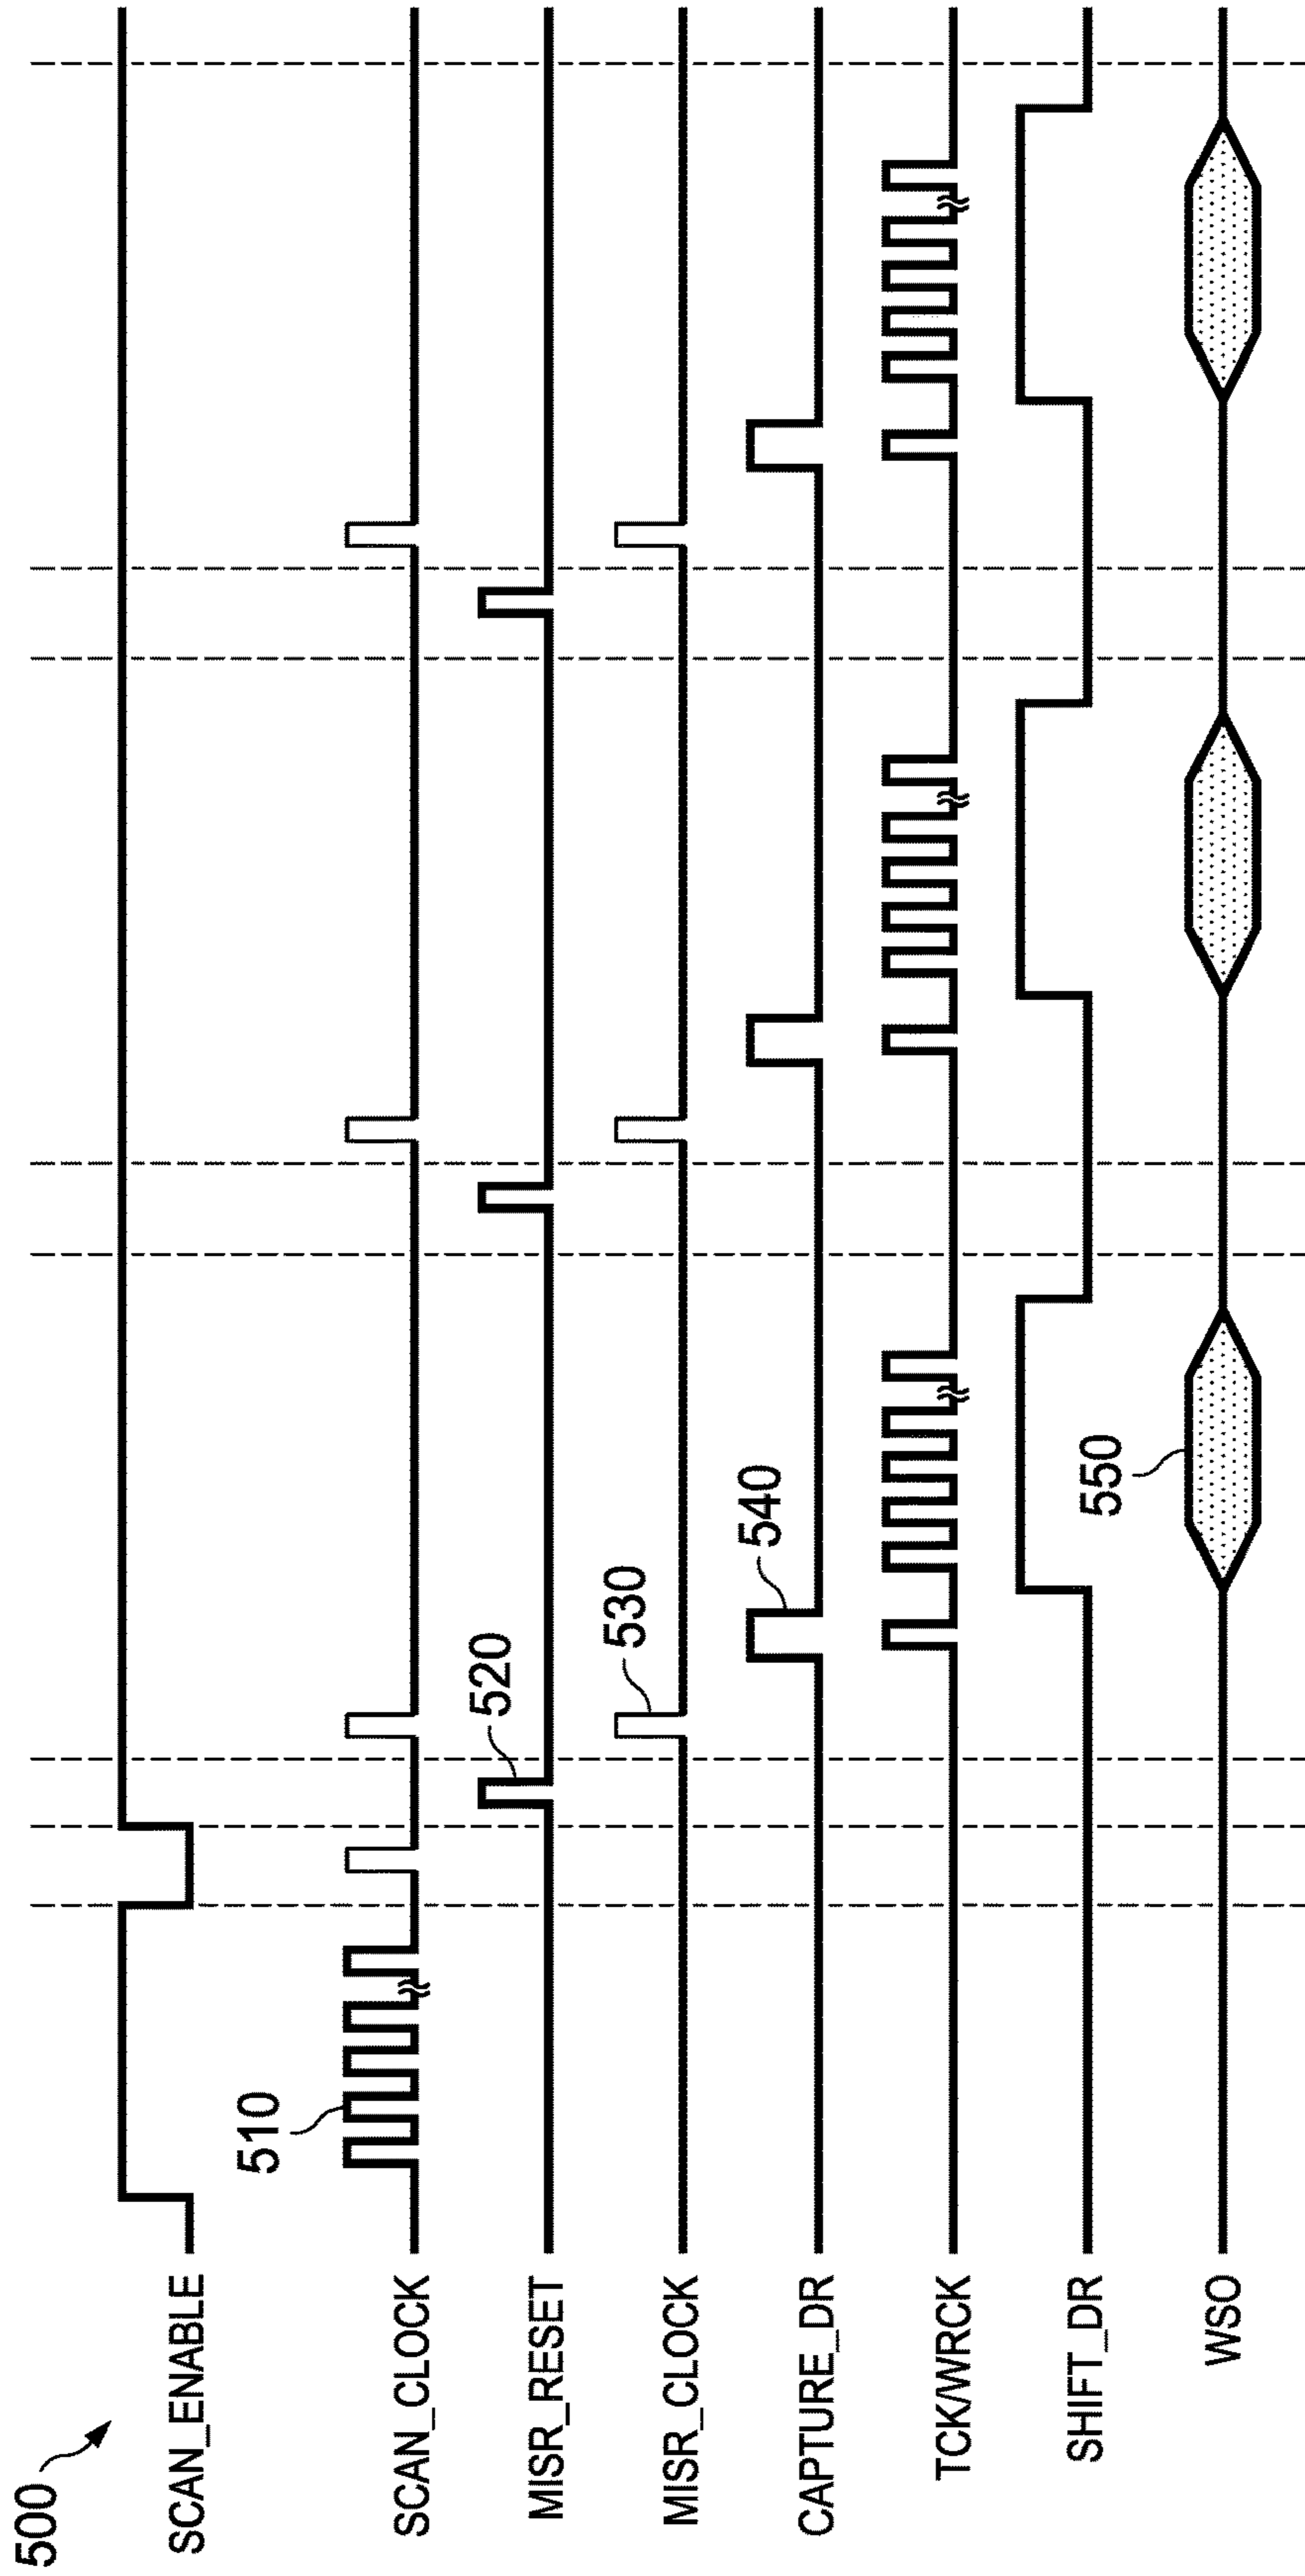 500
SCAN_ENABLE
510
SCAN_CLOCK
520
MISR_RESET
530
MISR_CLOCK
540
CAPTURE_DR
TCK/WRCK
550
SHIFT_DR
WSO